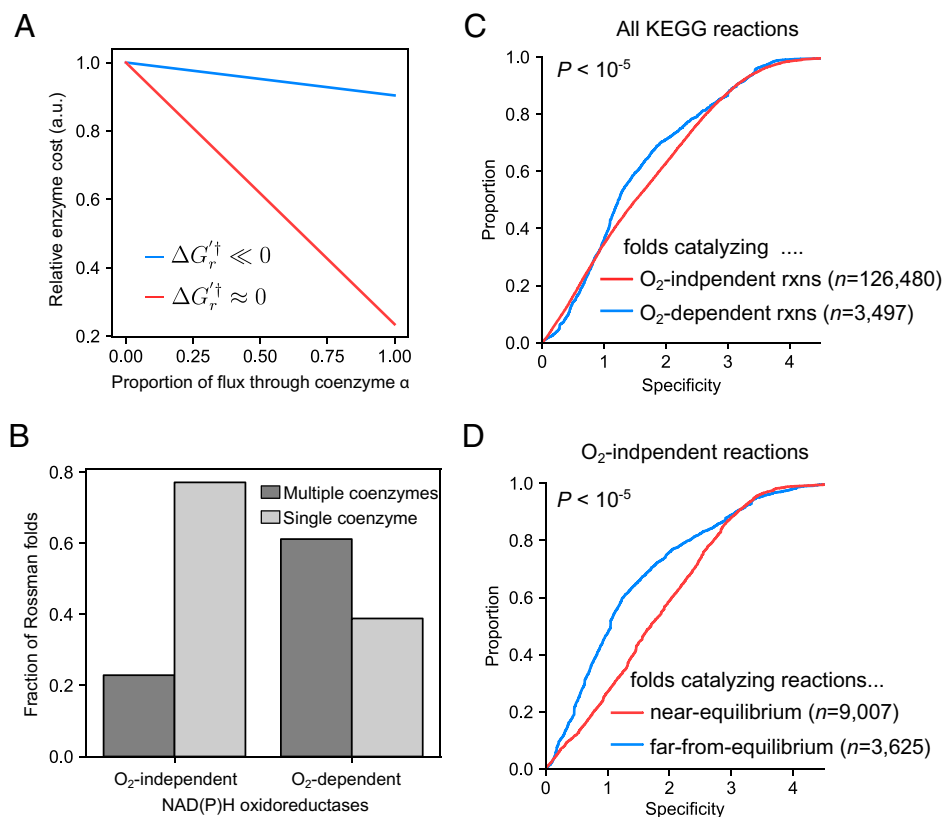 A
Relative enzyme cost (a.u.)
1.0
0.8
0.6
0.4
0.2
ΔG′†r ≪ 0
ΔG′†r ≈ 0
0.00 0.25 0.50 0.75 1.00
Proportion of flux through coenzyme α
B
Fraction of Rossman folds
0.8
0.6
0.4
0.2
0.0
Multiple coenzymes
Single coenzyme
O2-independent O2-dependent
NAD(P)H oxidoreductases
C
All KEGG reactions
P < 10-5
Proportion
1.0
0.8
0.6
0.4
0.2
0.0
folds catalyzing ....
O2-indpendent rxns (n=126,480)
O2-dependent rxns (n=3,497)
0 1 2 3 4
Specificity
D
O2-indpendent reactions
P < 10-5
Proportion
1.0
0.8
0.6
0.4
0.2
0.0
folds catalyzing reactions...
near-equilibrium (n=9,007)
far-from-equilibrium (n=3,625)
0 1 2 3 4
Specificity